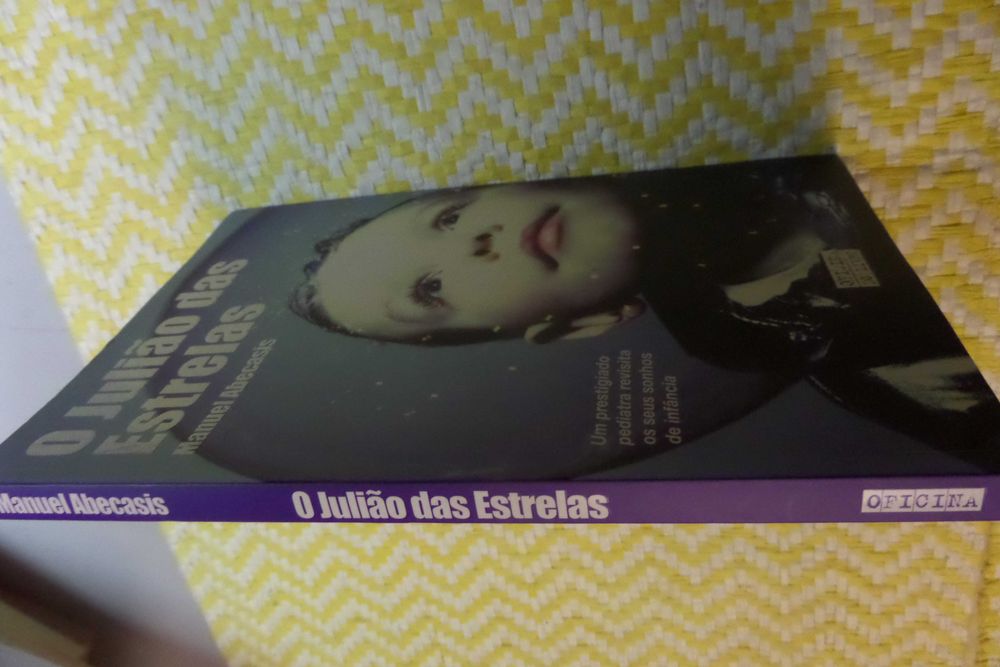 O Julião das
Estrelas
Manuel Abecasis
Um prestigiado
pediatra revisita
os seus sonhos
de infância
Manuel Abecasis
O Julião das Estrelas
OFICINA